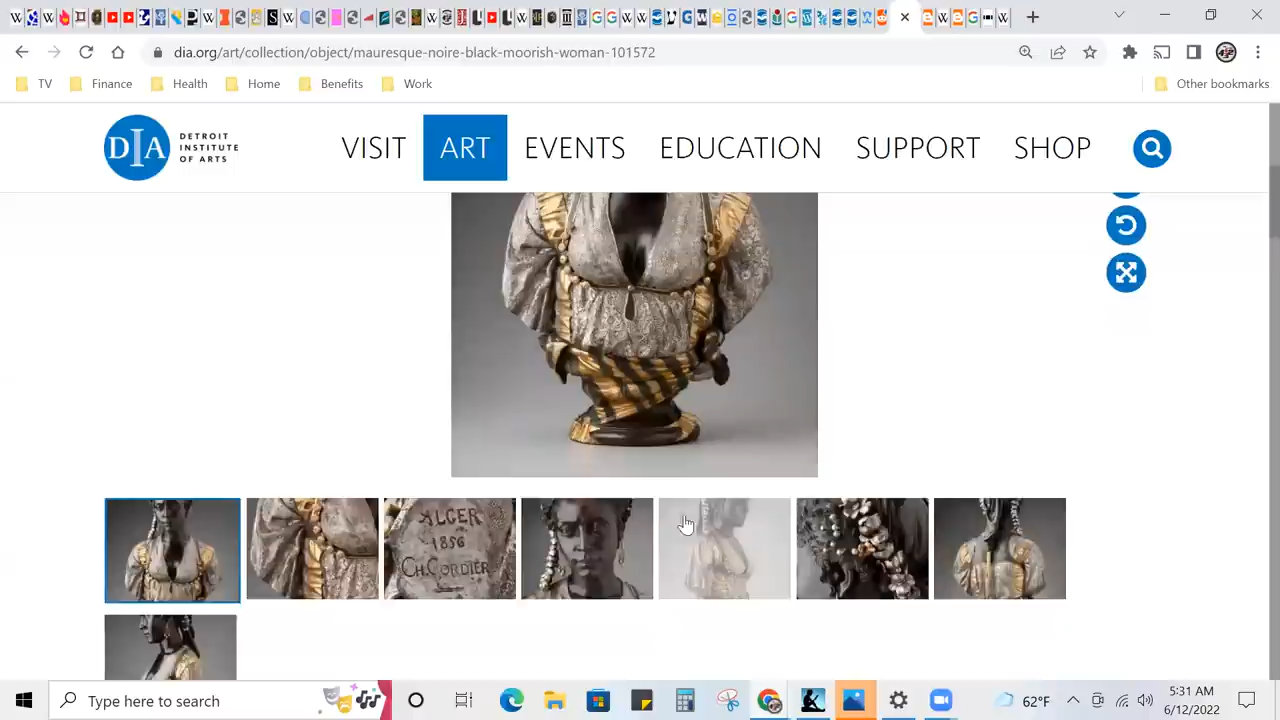 dia.org/art/collection/object/mauresque-noire-black-moorish-woman-101572
TV Finance Health Home Benefits Work Other bookmarks
DIA DETROIT INSTITUTE OF ARTS
VISIT ART EVENTS EDUCATION SUPPORT SHOP
ALGER
1856
CH.CORDIER
Type here to search
62°F
5:31 AM
6/12/2022